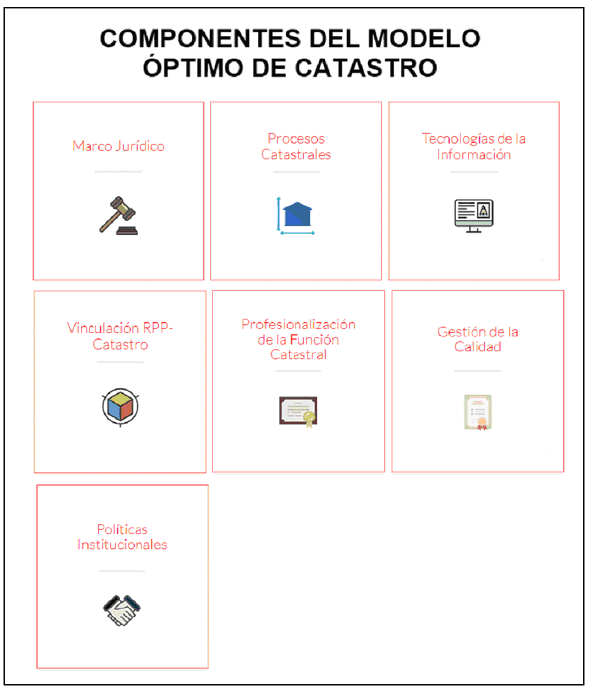 COMPONENTES DEL MODELO
ÓPTIMO DE CATASTRO
Marco Jurídico
Procesos
Catastrales
Tecnologías de la
Información
Vinculación RPP-
Catastro
Profesionalización
de la Función
Catastral
Gestión de la
Calidad
Políticas
Institucionales